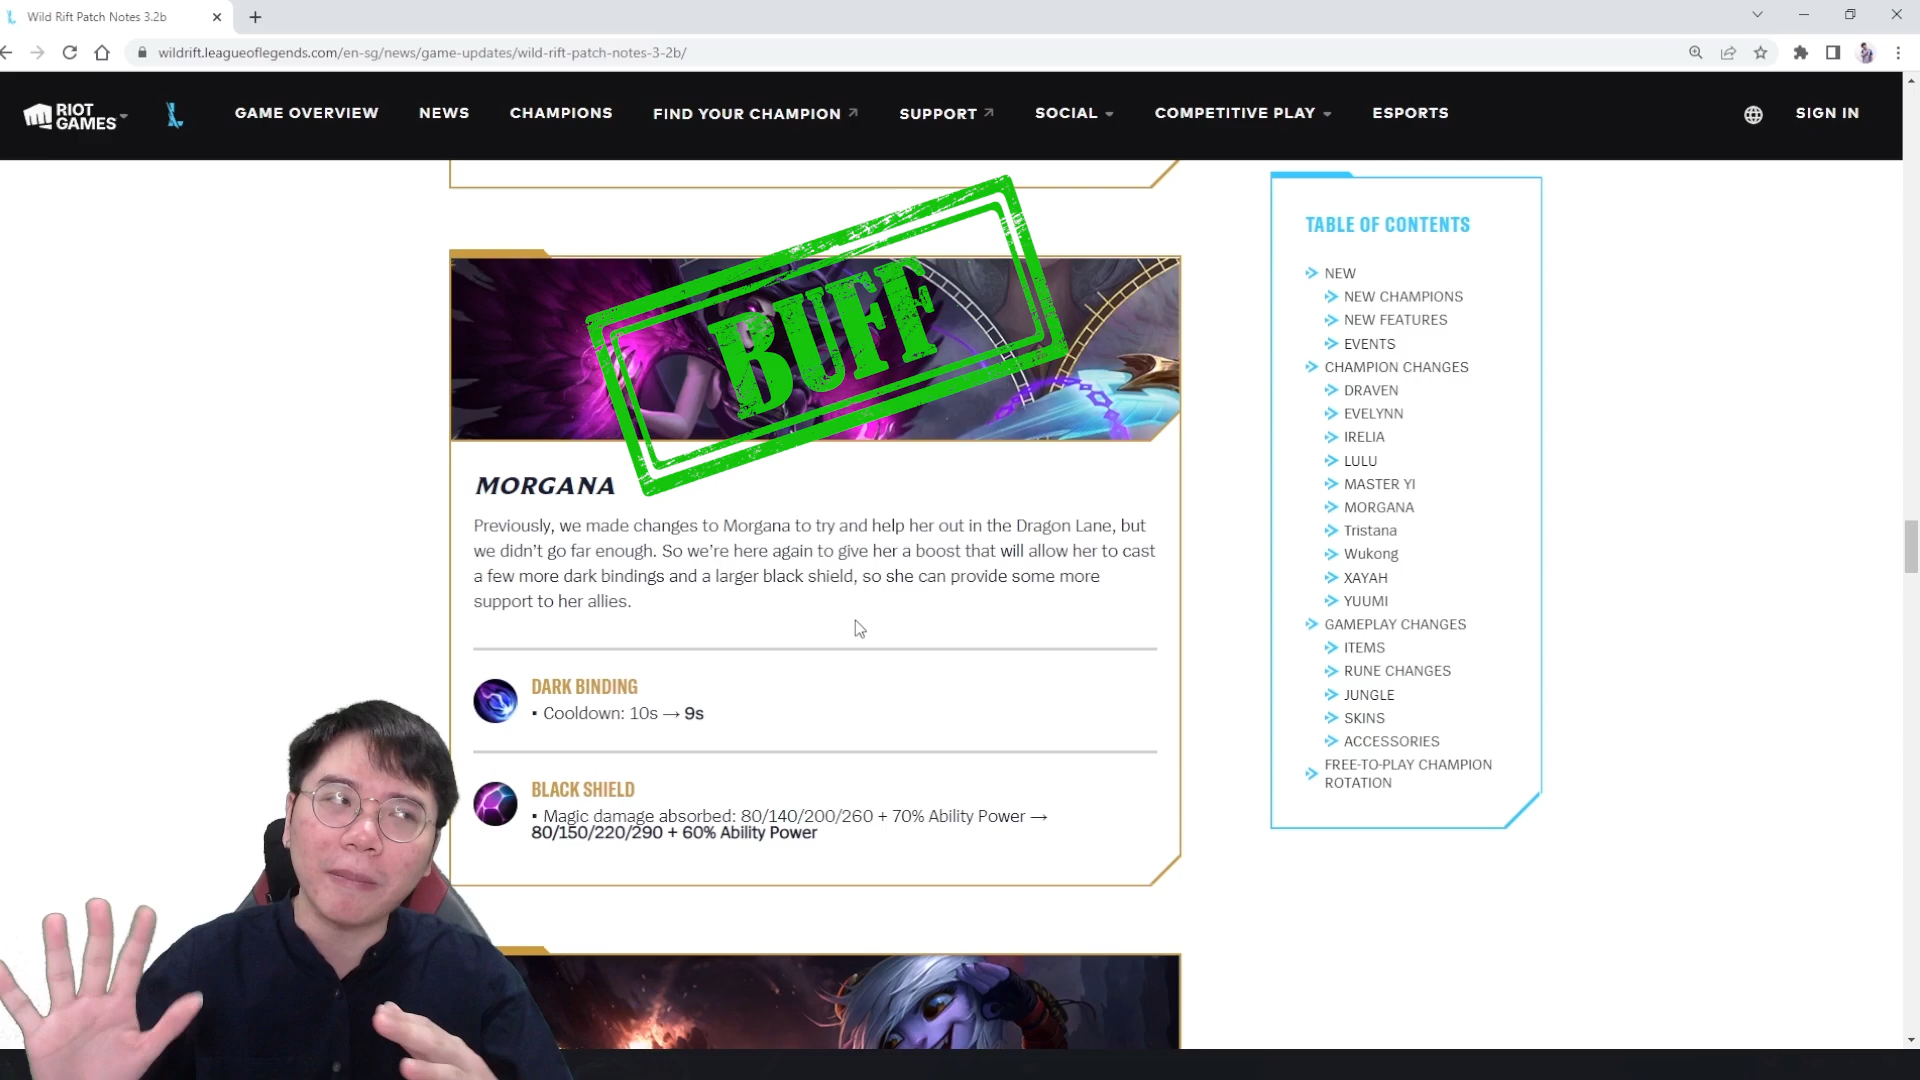 Wild Rift Patch Notes 3.2b
wildrift.leagueoflegends.com/en-sg/news/game-updates/wild-rift-patch-notes-3-2b/
RIOT GAMES
GAME OVERVIEW
NEWS
CHAMPIONS
FIND YOUR CHAMPION
SUPPORT
SOCIAL
COMPETITIVE PLAY
ESPORTS
SIGN IN
BUFF
MORGANA
Previously, we made changes to Morgana to try and help her out in the Dragon Lane, but
we didn't go far enough. So we're here again to give her a boost that will allow her to cast
a few more dark bindings and a larger black shield, so she can provide some more
support to her allies.
DARK BINDING
• Cooldown: 10s → 9s
BLACK SHIELD
• Magic damage absorbed: 80/140/200/260 + 70% Ability Power →
80/150/220/290 + 60% Ability Power
TABLE OF CONTENTS
NEW
NEW CHAMPIONS
NEW FEATURES
EVENTS
CHAMPION CHANGES
DRAVEN
EVELYNN
IRELIA
LULU
MASTER YI
MORGANA
Tristana
Wukong
XAYAH
YUUMI
GAMEPLAY CHANGES
ITEMS
RUNE CHANGES
JUNGLE
SKINS
ACCESSORIES
FREE-TO-PLAY CHAMPION
ROTATION